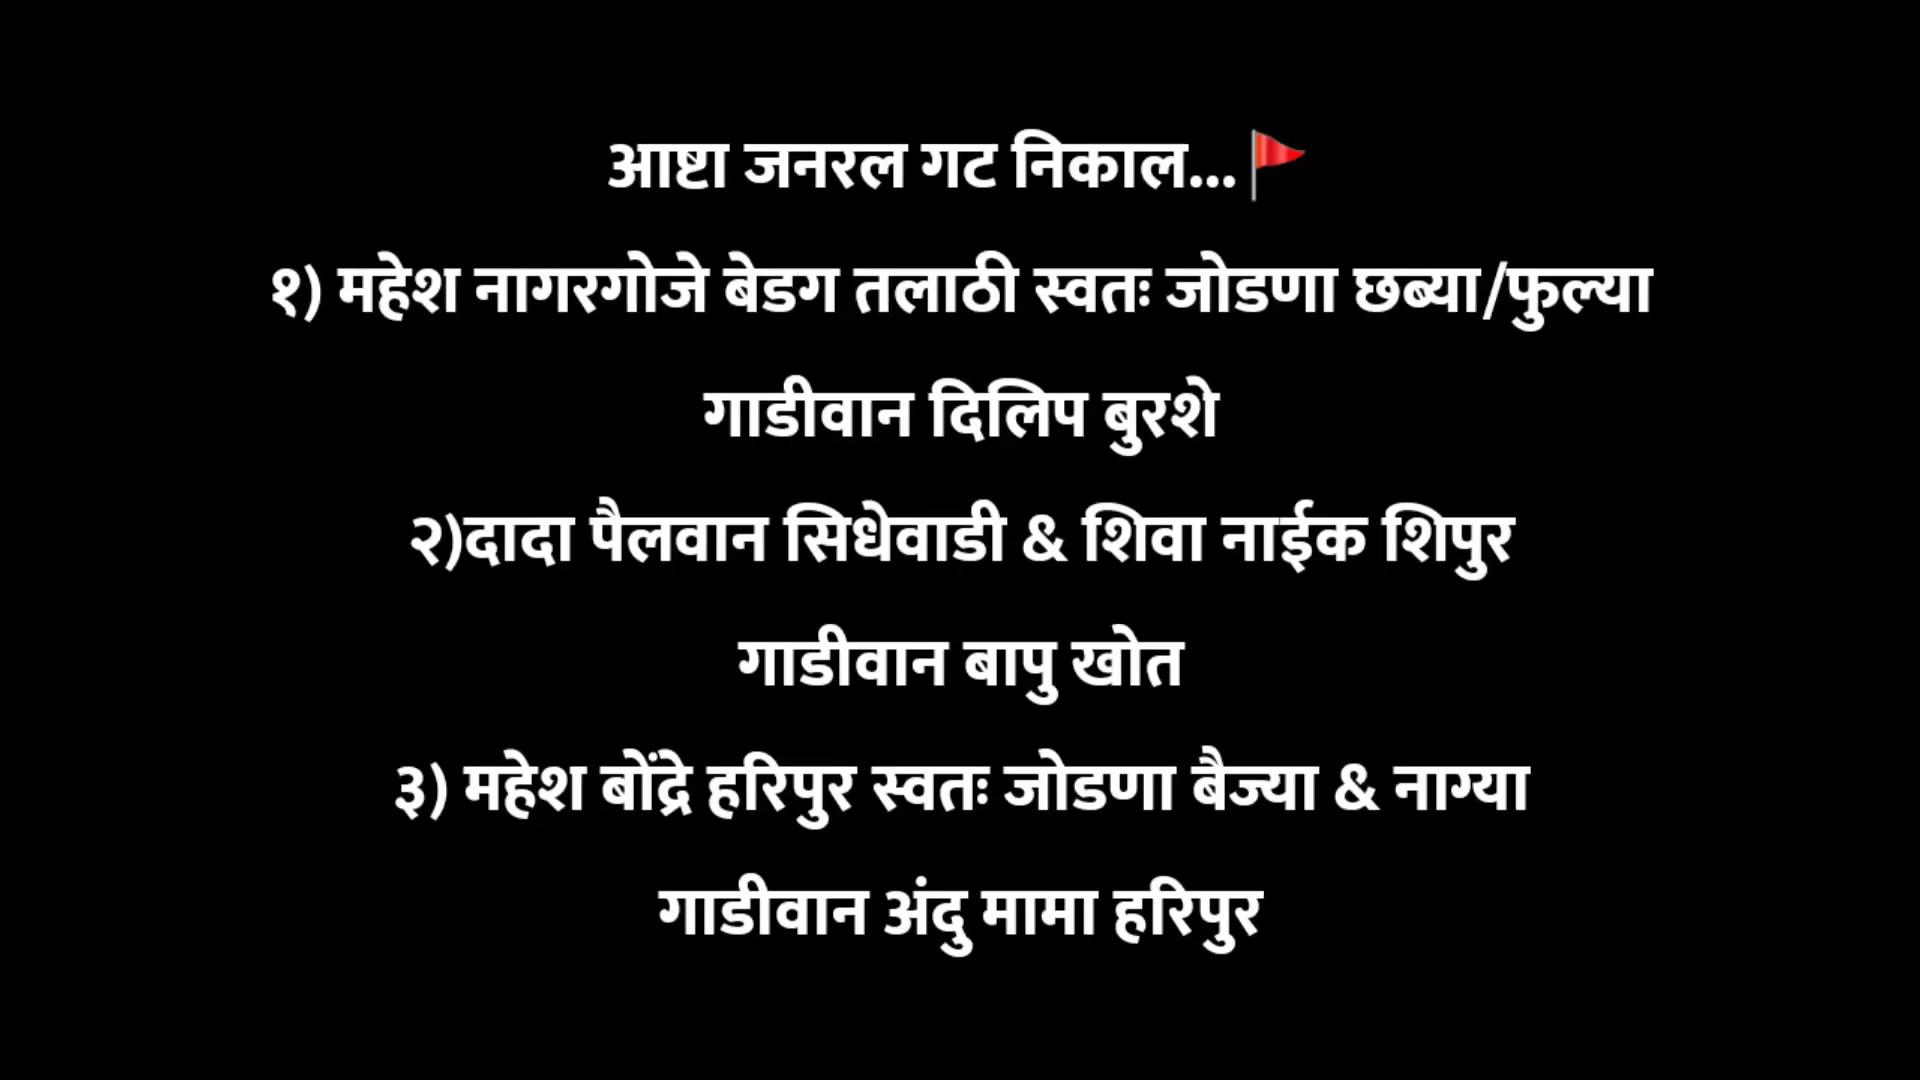 आष्टा जनरल गट निकाल...🚩
१) महेश नागरगोजे बेडग तलाठी स्वतः जोडणा छब्या/फुल्या
गाडीवान दिलिप बुरशे
२)दादा पैलवान सिधेवाडी & शिवा नाईक शिपुर
गाडीवान बापु खोत
३) महेश बोंद्रे हरिपुर स्वतः जोडणा बैज्या & नाग्या
गाडीवान अंदु मामा हरिपुर